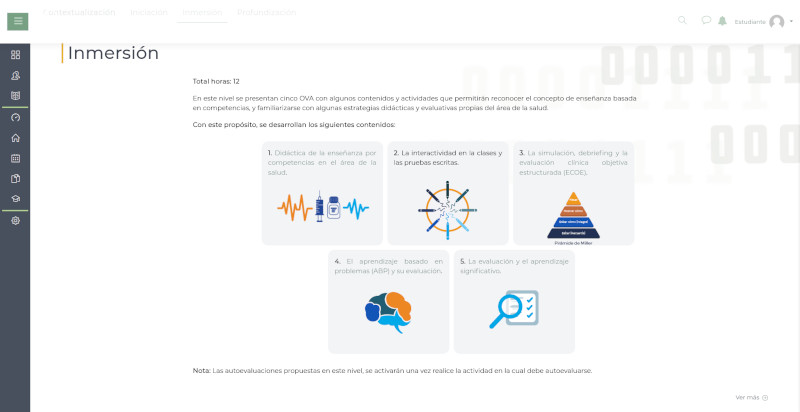 Contextualización Iniciación Inmersión Profundización
Estudiante
Inmersión
Total horas: 12
En este nivel se presentan cinco OVA con algunos contenidos y actividades que permitirán reconocer el concepto de enseñanza basada
en competencias, y familiarizarse con algunas estrategias didácticas y evaluativas propias del área de la salud.
Con este propósito, se desarrollan los siguientes contenidos:
1. Didáctica de la enseñanza por
competencias en el área de la
salud.
2. La interactividad en la clases y
las pruebas escritas.
3. La simulación, debriefing y la
evaluación clínica objetiva
estructurada (ECOE).
Pirámide de Miller
4. El aprendizaje basado en
problemas (ABP) y su evaluación.
5. La evaluación y el aprendizaje
significativo.
Nota: Las autoevaluaciones propuestas en este nivel, se activarán una vez realice la actividad en la cual debe autoevaluarse.
Ver más